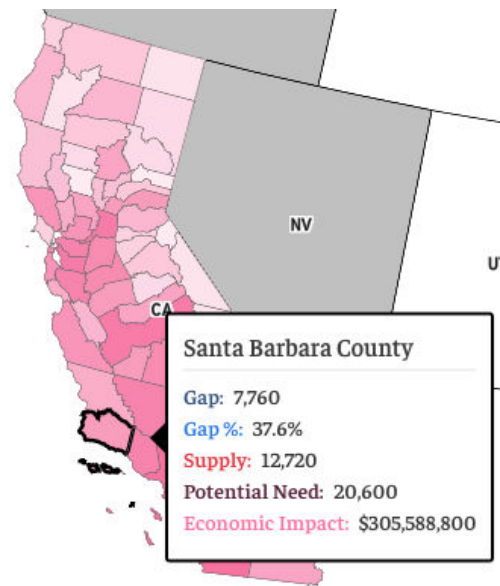 NV
U
CA
Santa Barbara County
Gap: 7,760
Gap %: 37.6%
Supply: 12,720
Potential Need: 20,600
Economic Impact: $305,588,800